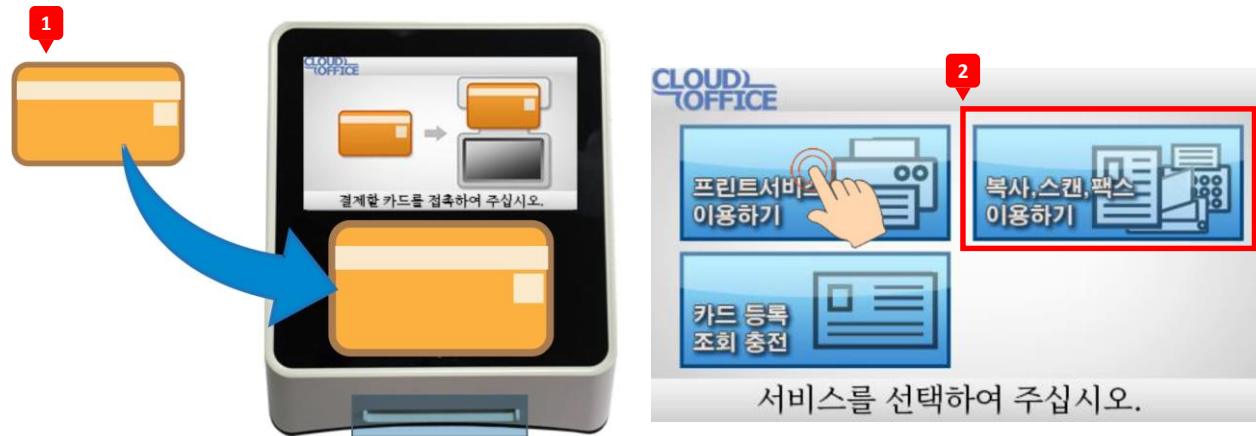 1
CLOUD
OFFICE
결제할 카드를 접촉하여 주십시오.
2
CLOUD
OFFICE
프린트서비스
이용하기
복사,스캔,팩스
이용하기
카드 등록
조회 충전
서비스를 선택하여 주십시오.